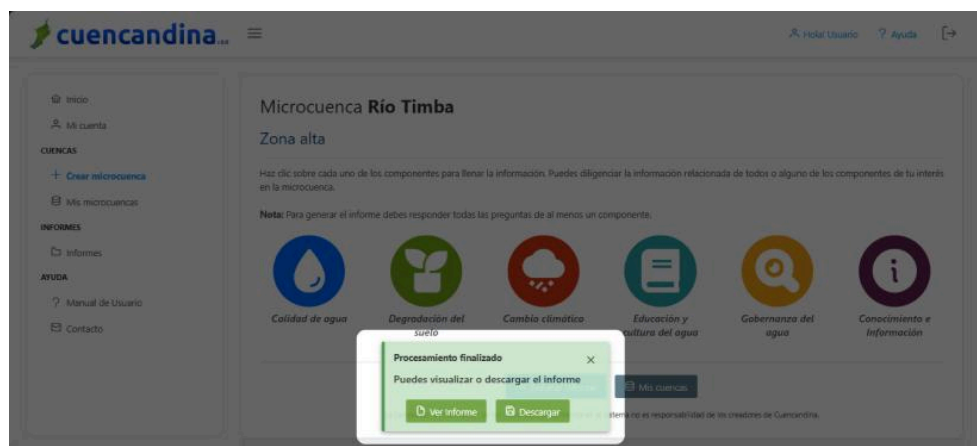 cuencandina
Hola! Usuario
Ayuda
Inicio
Mi cuenta
CUENCAS
Crear microcuenca
Mis microcuencas
INFORMES
Informes
AYUDA
Manual de Usuario
Contacto
Microcuenca Río Timba
Zona alta
Haz clic sobre cada uno de los componentes para llenar la información. Puedes diligenciar la información relacionada de todos o alguno de los componentes de tu interés
en la microcuenca.
Nota: Para generar el informe debes responder todas las preguntas de al menos un componente.
Calidad de agua
Degradación del
suelo
Cambio climático
Educación y
cultura del agua
Gobernanza del
agua
Conocimiento e
Información
Procesamiento finalizado
Puedes visualizar o descargar el informe
Ver Informe
Descargar
Mis cuencas
no es responsabilidad de los creadores de Cuencandina.